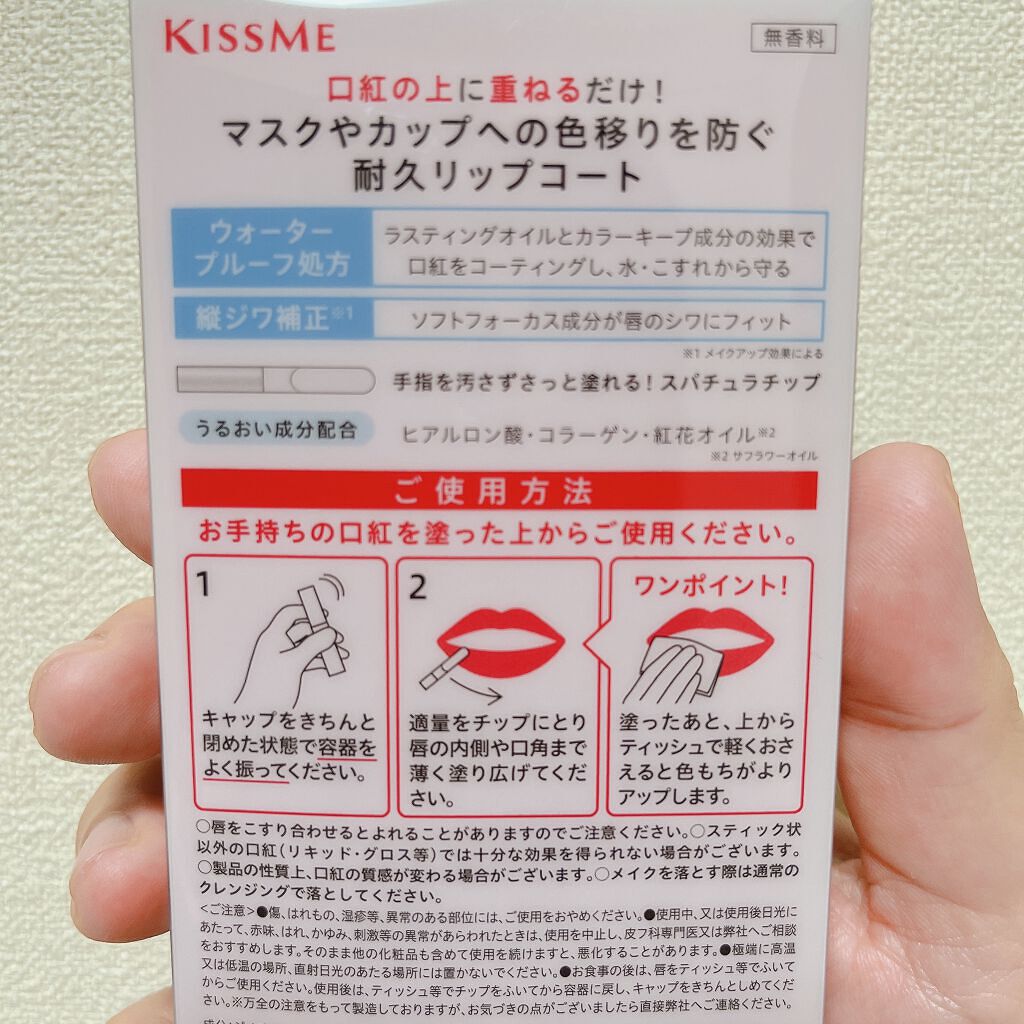 KISSME
無香料
口紅の上に重ねるだけ!
マスクやカップへの色移りを防ぐ
耐久リップコート
ウォーター
プルーフ処方
ラスティングオイルとカラーキープ成分の効果で
口紅をコーティングし、水・こすれから守る
縦ジワ補正※1
ソフトフォーカス成分が唇のシワにフィット
※1 メイクアップ効果による
手指を汚さずさっと塗れる!スパチュラチップ
うるおい成分配合
ヒアルロン酸・コラーゲン・紅花オイル※2
※2 サフラワーオイル
ご使用方法
お手持ちの口紅を塗った上からご使用ください。
1
キャップをきちんと
閉めた状態で容器を
よく振ってください。
2
適量をチップにとり
唇の内側や口角まで
薄く塗り広げてくだ
さい。
ワンポイント!
塗ったあと、上から
ティッシュで軽くおさ
えると色もちがより
アップします。
○唇をこすり合わせるとよれることがありますのでご注意ください。○スティック状
以外の口紅(リキッド・グロス等)では十分な効果を得られない場合がございます。
○製品の性質上、口紅の質感が変わる場合がございます。○メイクを落とす際は通常の
クレンジングで落としてください。
<ご注意>●傷、はれもの、湿疹等、異常のある部位には、ご使用をおやめください。●使用中、又は使用後日光に
あたって、赤味、はれ、かゆみ、刺激等の異常があらわれたときは、使用を中止し、皮フ科専門医又は弊社へご相談
をおすすめします。そのまま他の化粧品も含めて使用を続けますと、悪化することがあります。●極端に高温
又は低温の場所、直射日光のあたる場所には置かないでください。●お食事の後は、唇をティッシュ等でふいて
からご使用ください。使用後は、ティッシュ等でチップをふいてから容器に戻し、キャップをきちんとしめてくだ
さい。※万全の注意をもって製造しておりますが、お気づきの点がございましたら直接弊社へご連絡ください。